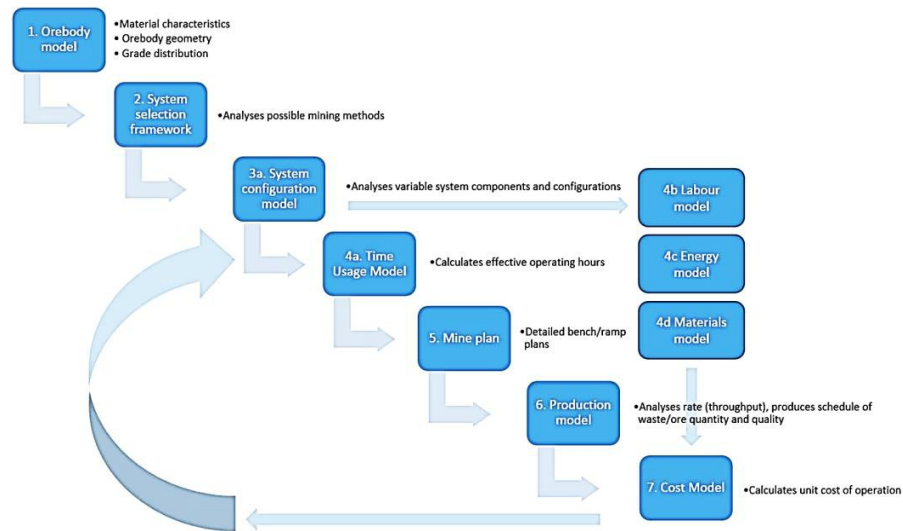 1. Orebody
model
•Material characteristics
•Orebody geometry
•Grade distribution
2. System
selection
framework
•Analyses possible mining methods
3a. System
configuration
model
•Analyses variable system components and configurations
4b Labour
model
4a. Time
Usage Model
•Calculates effective operating hours
4c Energy
model
5. Mine plan
•Detailed bench/ramp
plans
4d Materials
model
6. Production
model
•Analyses rate (throughput), produces schedule of
waste/ore quantity and quality
7. Cost Model
•Calculates unit cost of operation